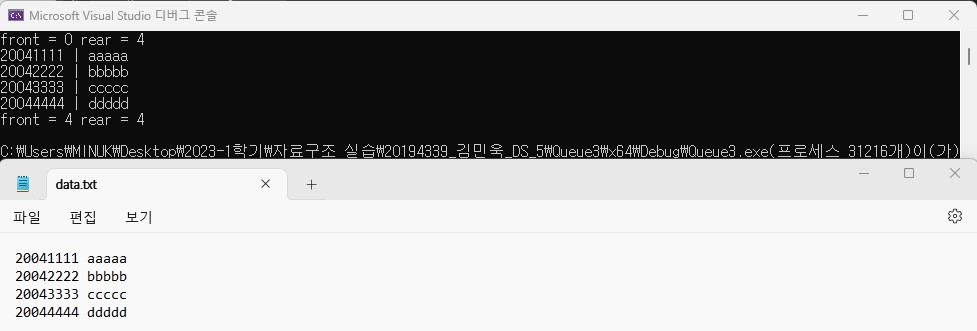 Microsoft Visual Studio 디버그 콘솔
front = 0 rear = 4
20041111 | aaaaa
20042222 | bbbbb
20043333 | ccccc
20044444 | ddddd
front = 4 rear = 4
C:₩Users₩MINUK₩Desktop₩2023-1학기₩자료구조 실습₩20194339_김민욱_DS_5₩Queue3₩x64₩Debug₩Queue3.exe(프로세스 31216개)이(가)
data.txt
파일 편집 보기
20041111 aaaaa
20042222 bbbbb
20043333 ccccc
20044444 ddddd